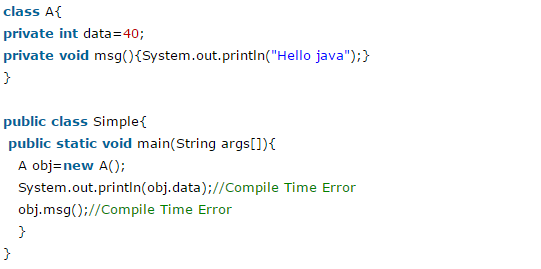 class A{
private int data=40;
private void msg(){System.out.println("Hello java");}
}

public class Simple{
 public static void main(String args[]){
   A obj=new A();
   System.out.println(obj.data);//Compile Time Error
   obj.msg();//Compile Time Error
   }
}